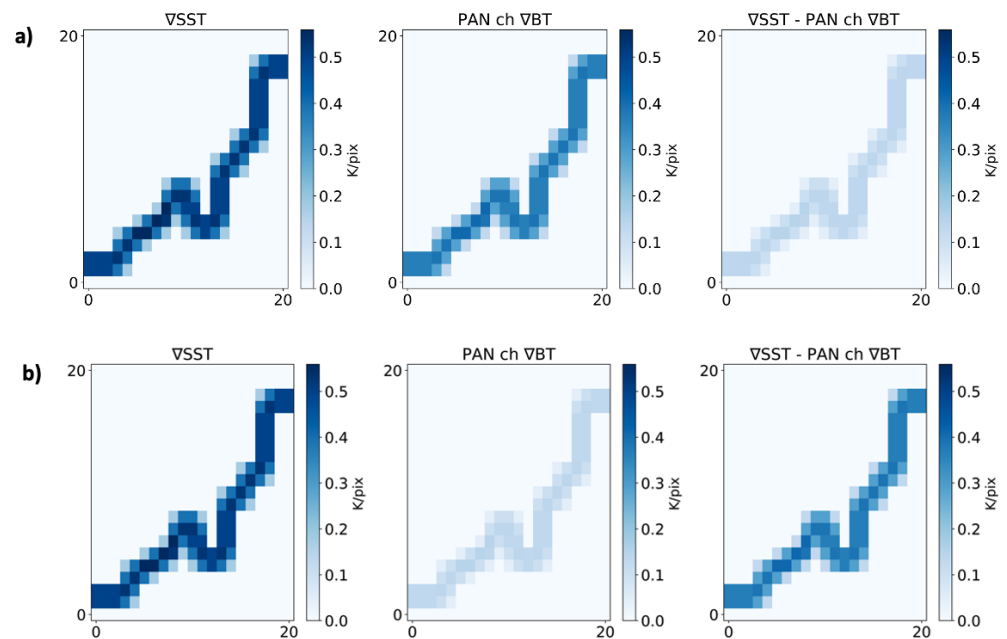 a)
∇SST PAN ch ∇BT ∇SST - PAN ch ∇BT
20 0.5 20 0.5 20 0.5
0.4 0.4 0.4
0.3 0.3 0.3
K/pix K/pix K/pix
0.2 0.2 0.2
0.1 0.1 0.1
0 0.0 0 0.0 0 0.0
0 20 0 20 0 20
b)
∇SST PAN ch ∇BT ∇SST - PAN ch ∇BT
20 0.5 20 0.5 20 0.5
0.4 0.4 0.4
0.3 0.3 0.3
K/pix K/pix K/pix
0.2 0.2 0.2
0.1 0.1 0.1
0 0.0 0 0.0 0 0.0
0 20 0 20 0 20